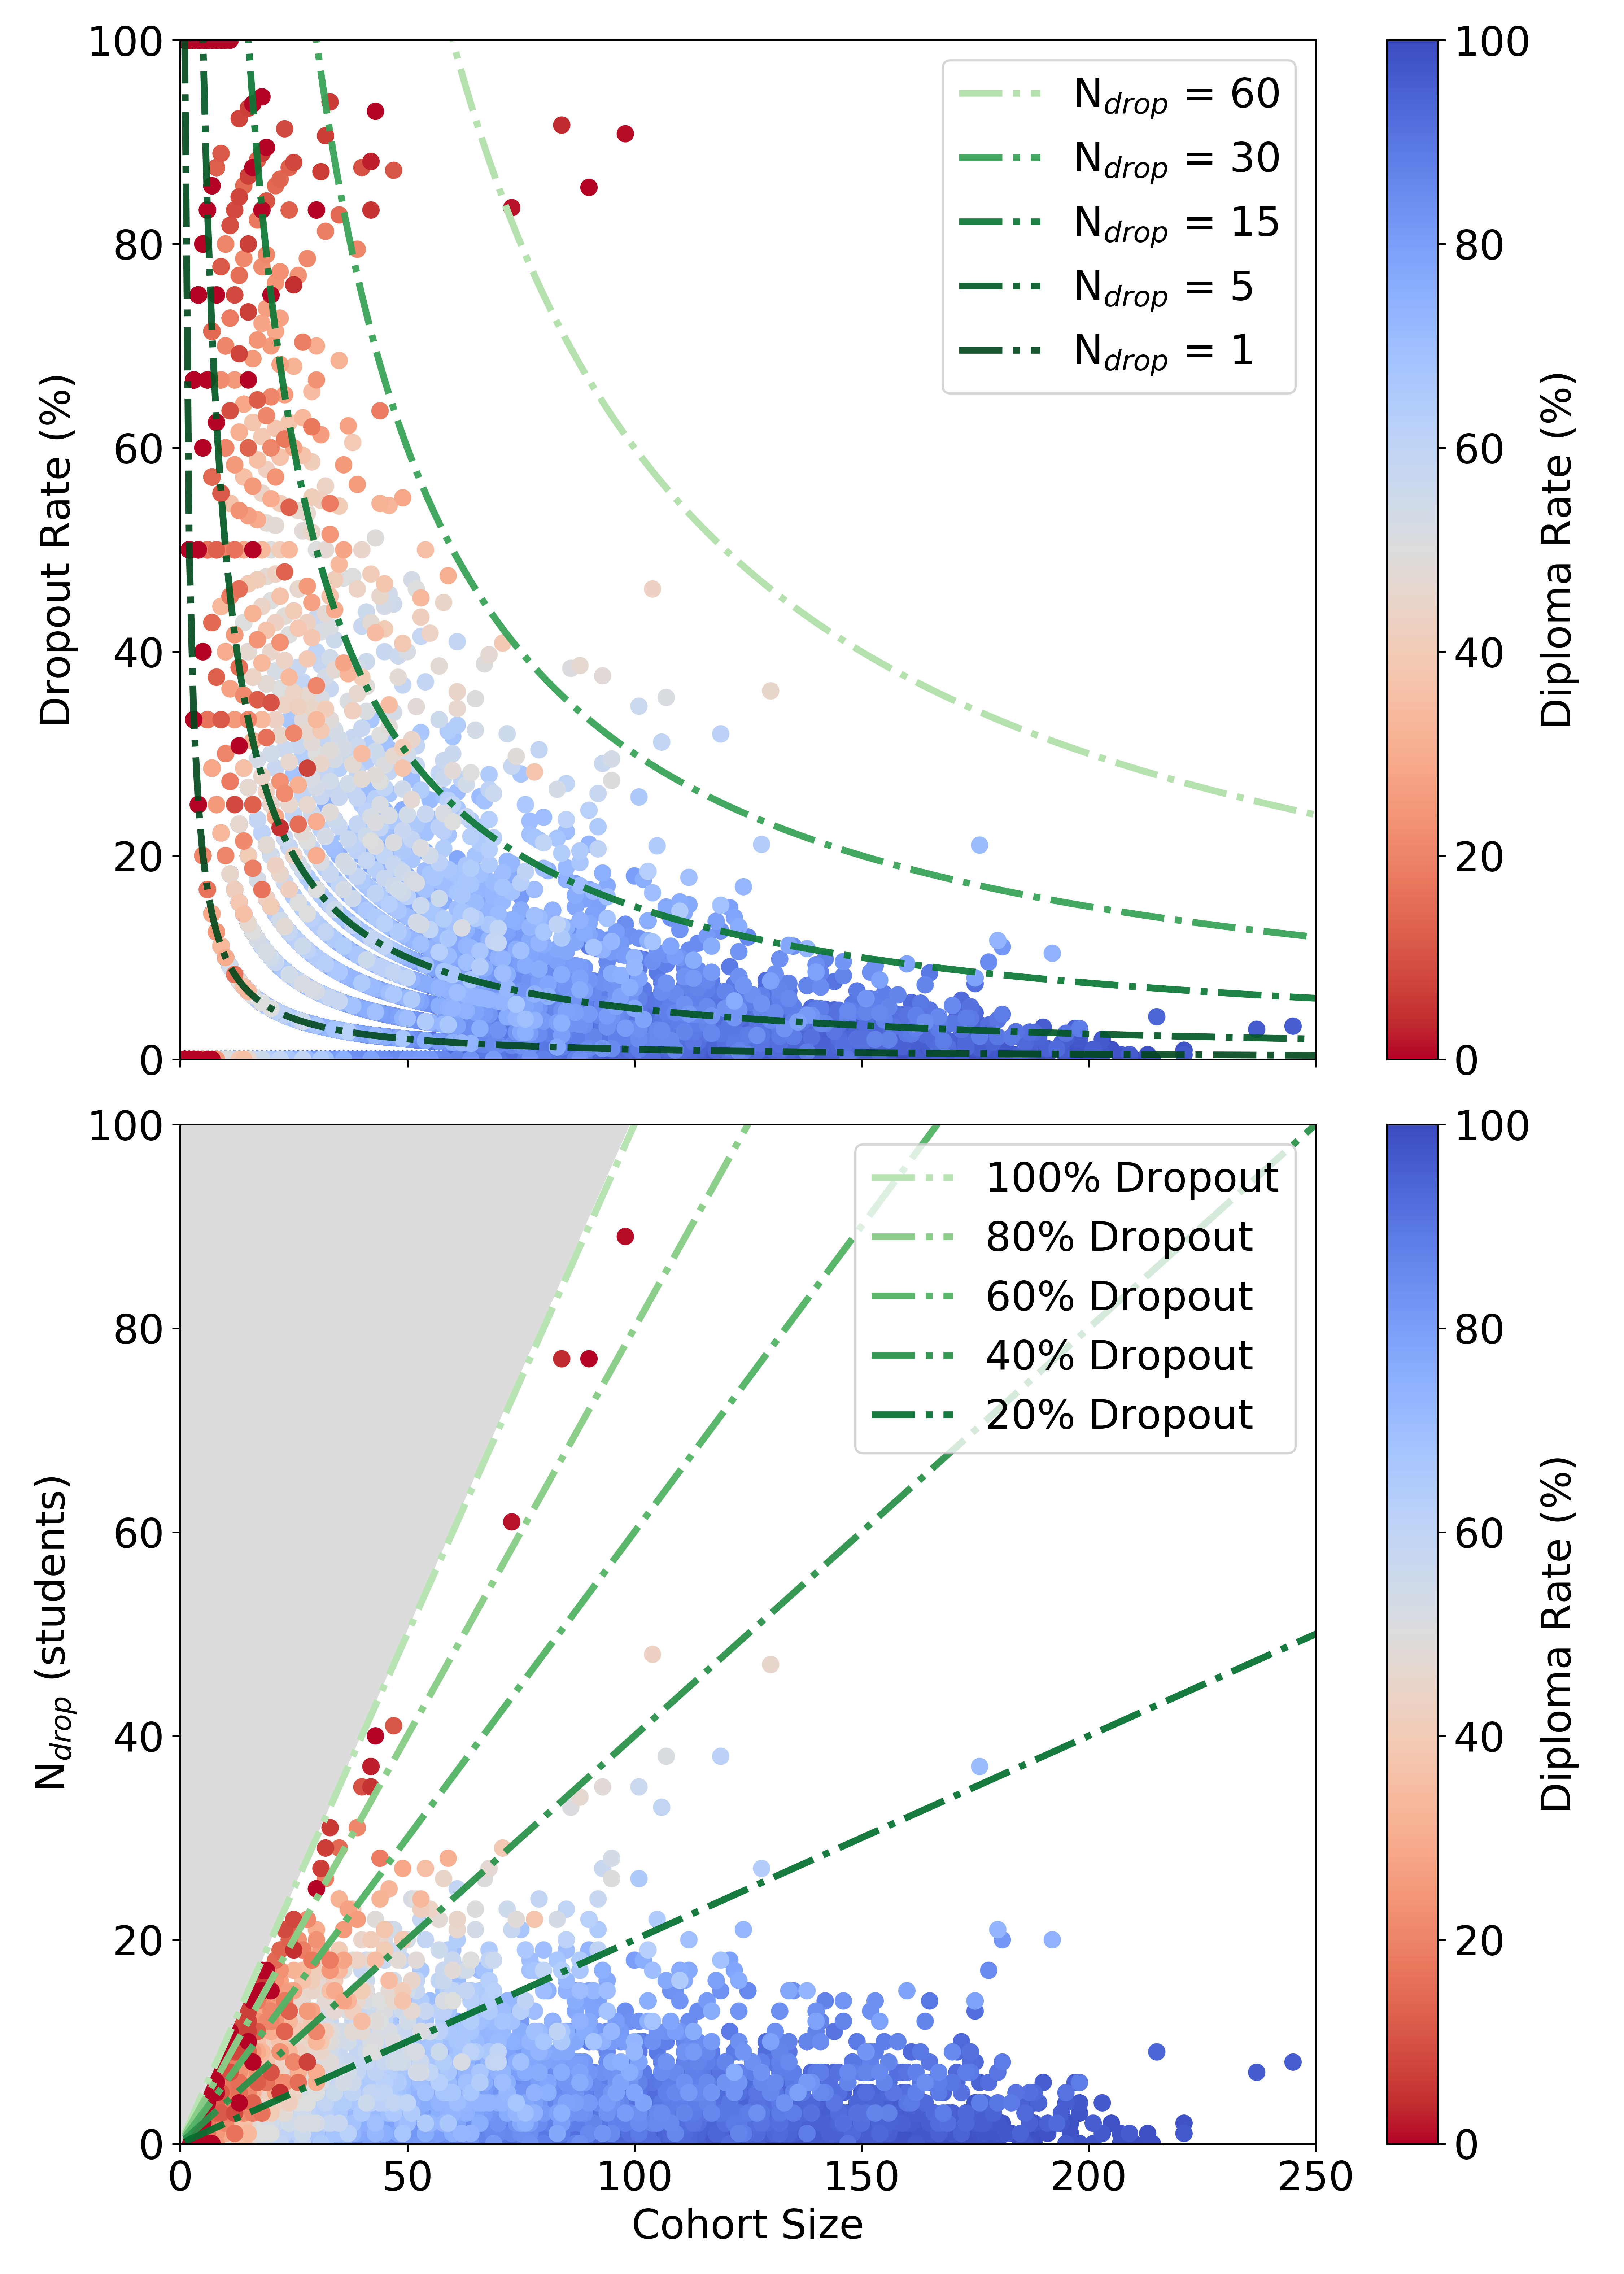 100
80
60
40
20
0
Dropout Rate (%)
N_drop = 60
N_drop = 30
N_drop = 15
N_drop = 5
N_drop = 1
100
80
60
40
20
0
Diploma Rate (%)
100
80
60
40
20
0
N_drop (students)
100% Dropout
80% Dropout
60% Dropout
40% Dropout
20% Dropout
0 50 100 150 200 250
Cohort Size
100
80
60
40
20
0
Diploma Rate (%)